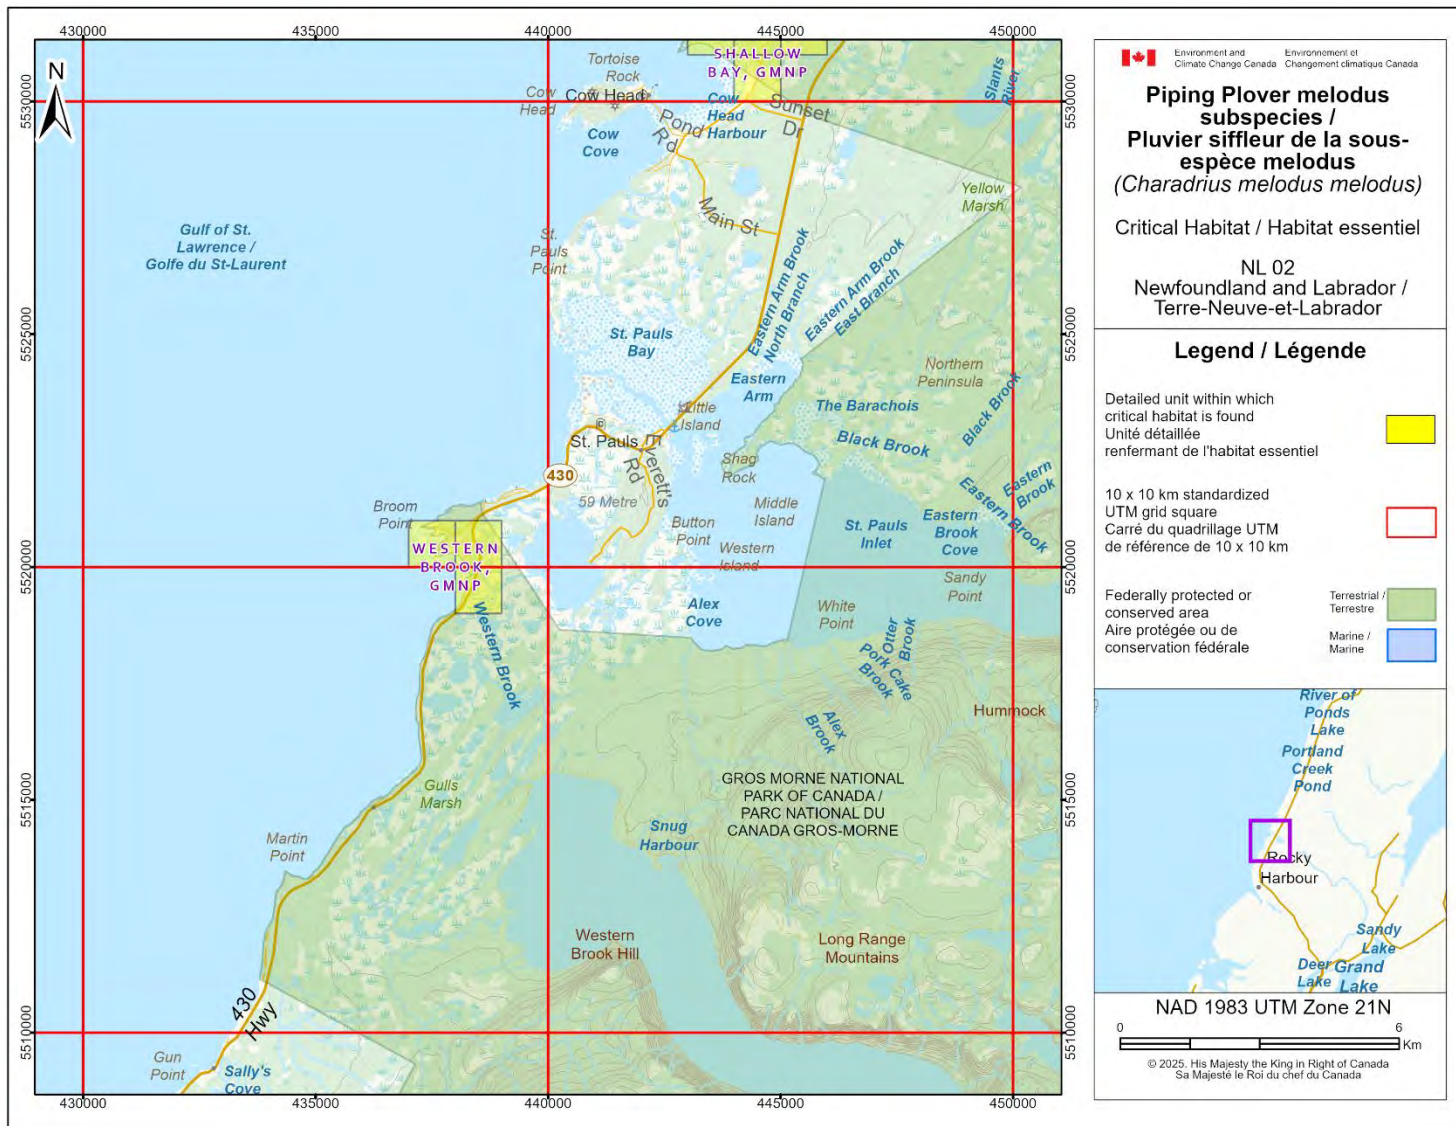 430000
435000
440000
445000
450000
N
5530000
5525000
5520000
5515000
5510000
Tortoise
Rock
Cow
Head
Cow Head
Cow
Cove
SHALLOW
BAY, GMNP
Cow
Head
Harbour
Pond
Rd
Sunset
Dr
Slants
River
Yellow
Marsh
Main St
Gulf of St.
Lawrence /
Golfe du St-Laurent
St.
Pauls
Point
Eastern Arm Brook
North Branch
Eastern Arm Brook
East Branch
St. Pauls
Bay
Northern
Peninsula
Eastern
Arm
The Barachois
Black Brook
Black Brook
Little
Island
St. Pauls
Everett's
Rd
430
Shag
Rock
59 Metre
Middle
Island
Button
Point
Western
Island
Eastern
Brook
Eastern Brook
St. Pauls
Inlet
Eastern
Brook
Cove
Broom
Point
WESTERN
BROOK,
GMNP
Sandy
Point
Alex
Cove
White
Point
Otter
Brook
Pork Cake
Brook
Western Brook
Alex
Brook
Hummock
Gulls
Marsh
GROS MORNE NATIONAL
PARK OF CANADA /
PARC NATIONAL DU
CANADA GROS-MORNE
Snug
Harbour
Martin
Point
Western
Brook Hill
Long Range
Mountains
430
Hwy
Gun
Point
Sally's
Cove
5530000
5525000
5520000
5515000
5510000
430000
435000
440000
445000
450000
Environment and
Climate Change Canada
Environnement et
Changement climatique Canada
Piping Plover melodus
subspecies /
Pluvier siffleur de la sous-
espèce melodus
(Charadrius melodus melodus)
Critical Habitat / Habitat essentiel
NL 02
Newfoundland and Labrador /
Terre-Neuve-et-Labrador
Legend / Légende
Detailed unit within which
critical habitat is found
Unité détaillée
renfermant de l'habitat essentiel
10 x 10 km standardized
UTM grid square
Carré du quadrillage UTM
de référence de 10 x 10 km
Federally protected or
conserved area
Aire protégée ou de
conservation fédérale
Terrestrial /
Terrestre
Marine /
Marine
River of
Ponds
Lake
Portland
Creek
Pond
Rocky
Harbour
Sandy
Lake
Deer
Lake
Grand
Lake
NAD 1983 UTM Zone 21N
0
6
Km
© 2025. His Majesty the King in Right of Canada
Sa Majesté le Roi du chef du Canada